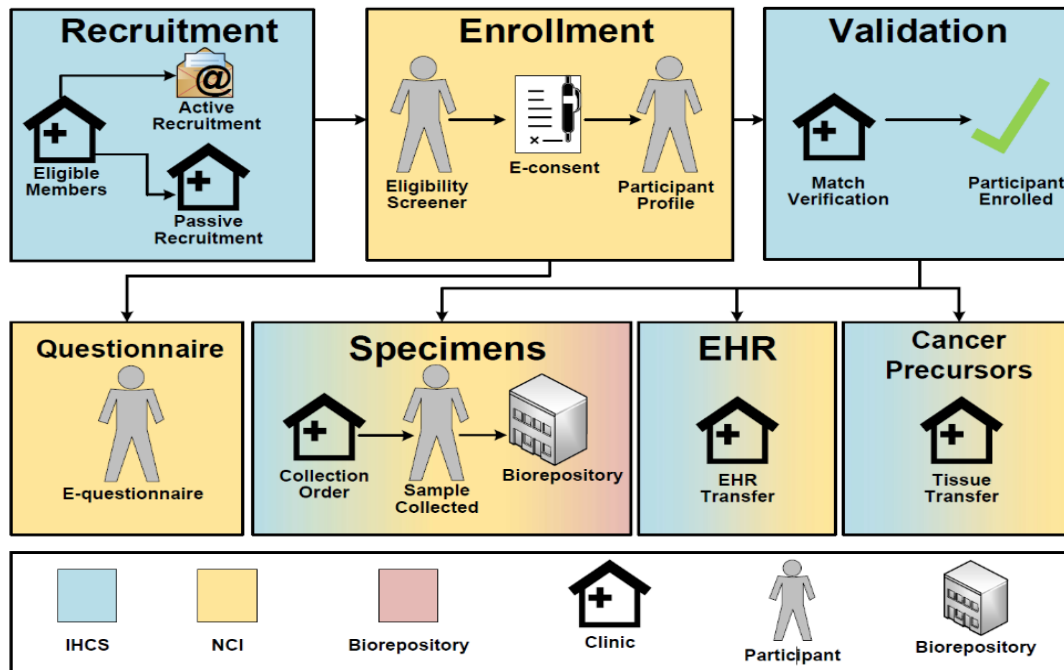 Recruitment
@
Active
Recruitment
Eligible
Members
Passive
Recruitment
Enrollment
Eligibility
Screener
E-consent
Participant
Profile
Validation
Match
Verification
Participant
Enrolled
Questionnaire
E-questionnaire
Specimens
Collection
Order
Sample
Collected
Biorepository
EHR
EHR
Transfer
Cancer
Precursors
Tissue
Transfer
IHCS
NCI
Biorepository
Clinic
Participant
Biorepository